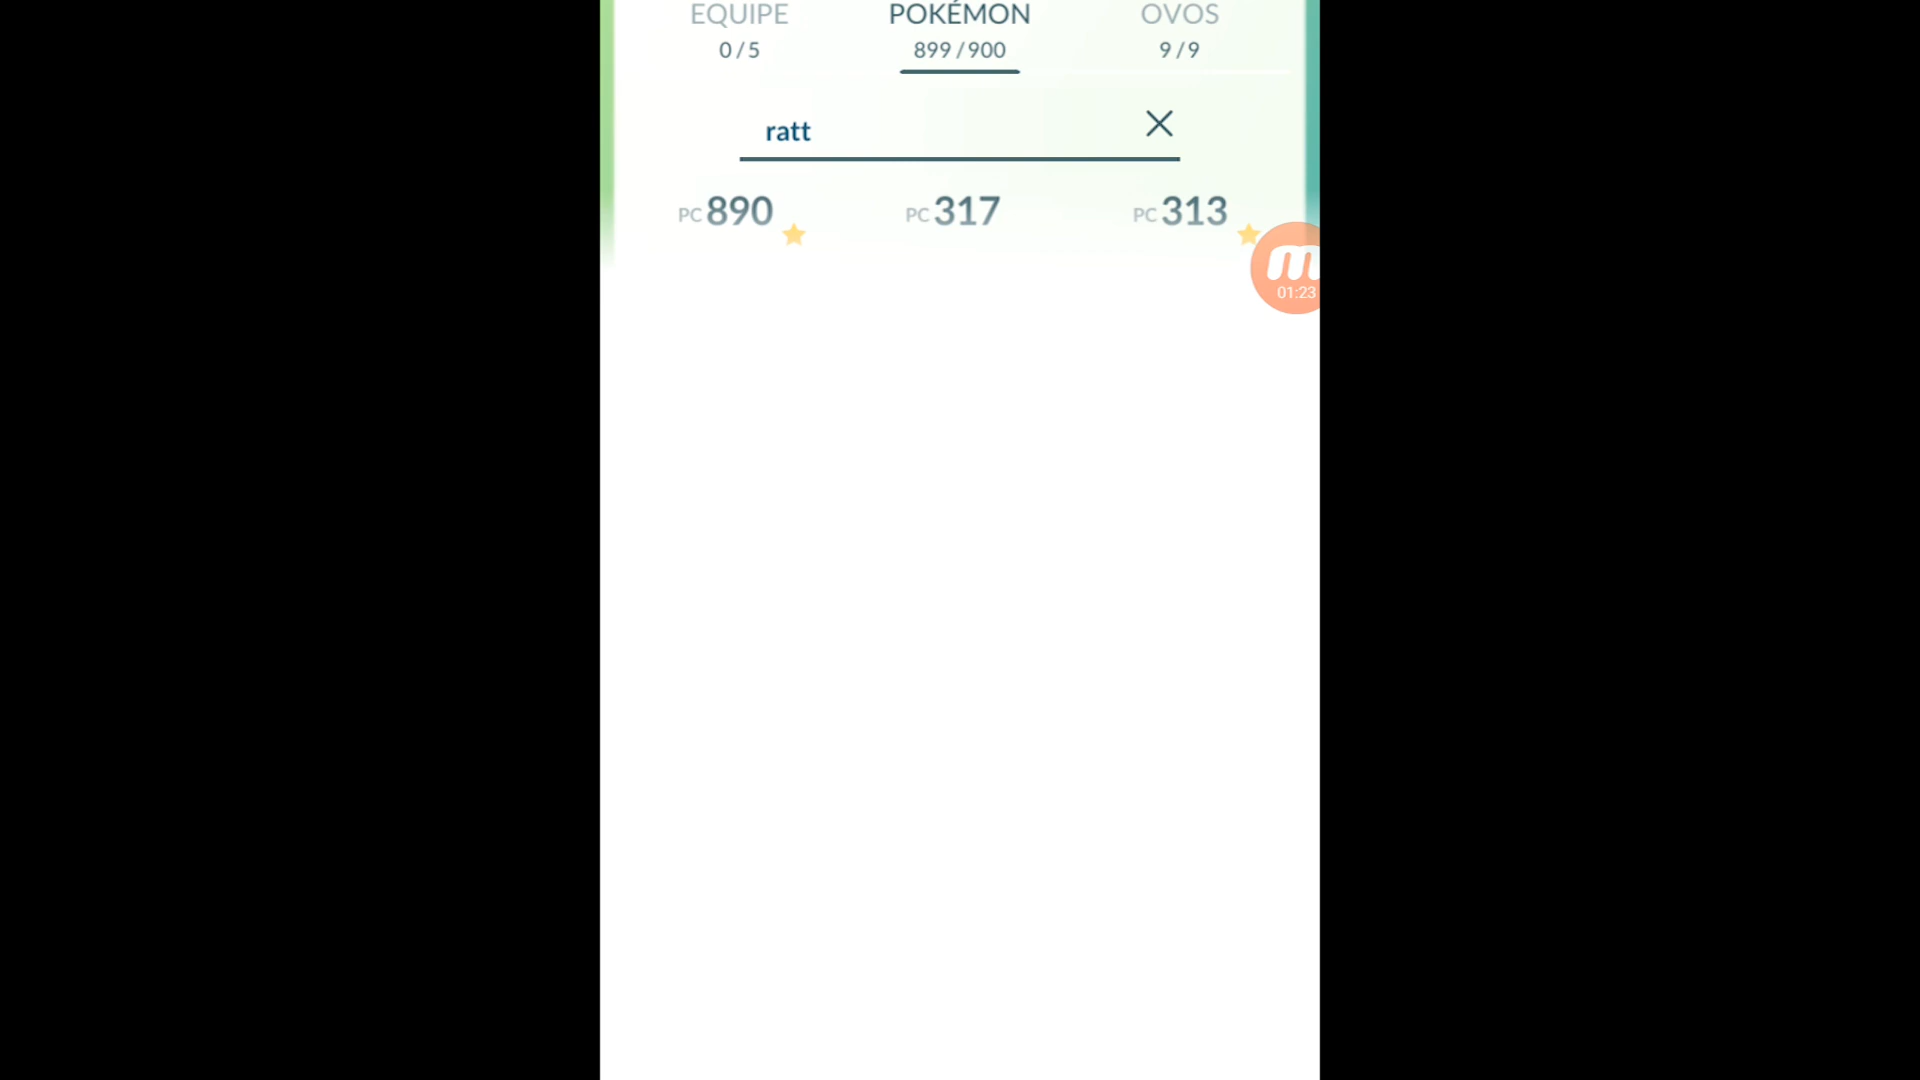 EQUIPE POKÉMON OVOS
0/5 899/900 9/9
ratt
PC 890 PC 317 PC 313
01:23